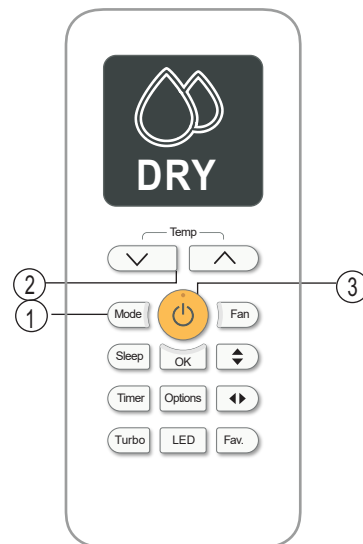 DRY
Temp
2
3
1
Mode
Fan
Sleep
OK
Timer
Options
Turbo
LED
Fav.